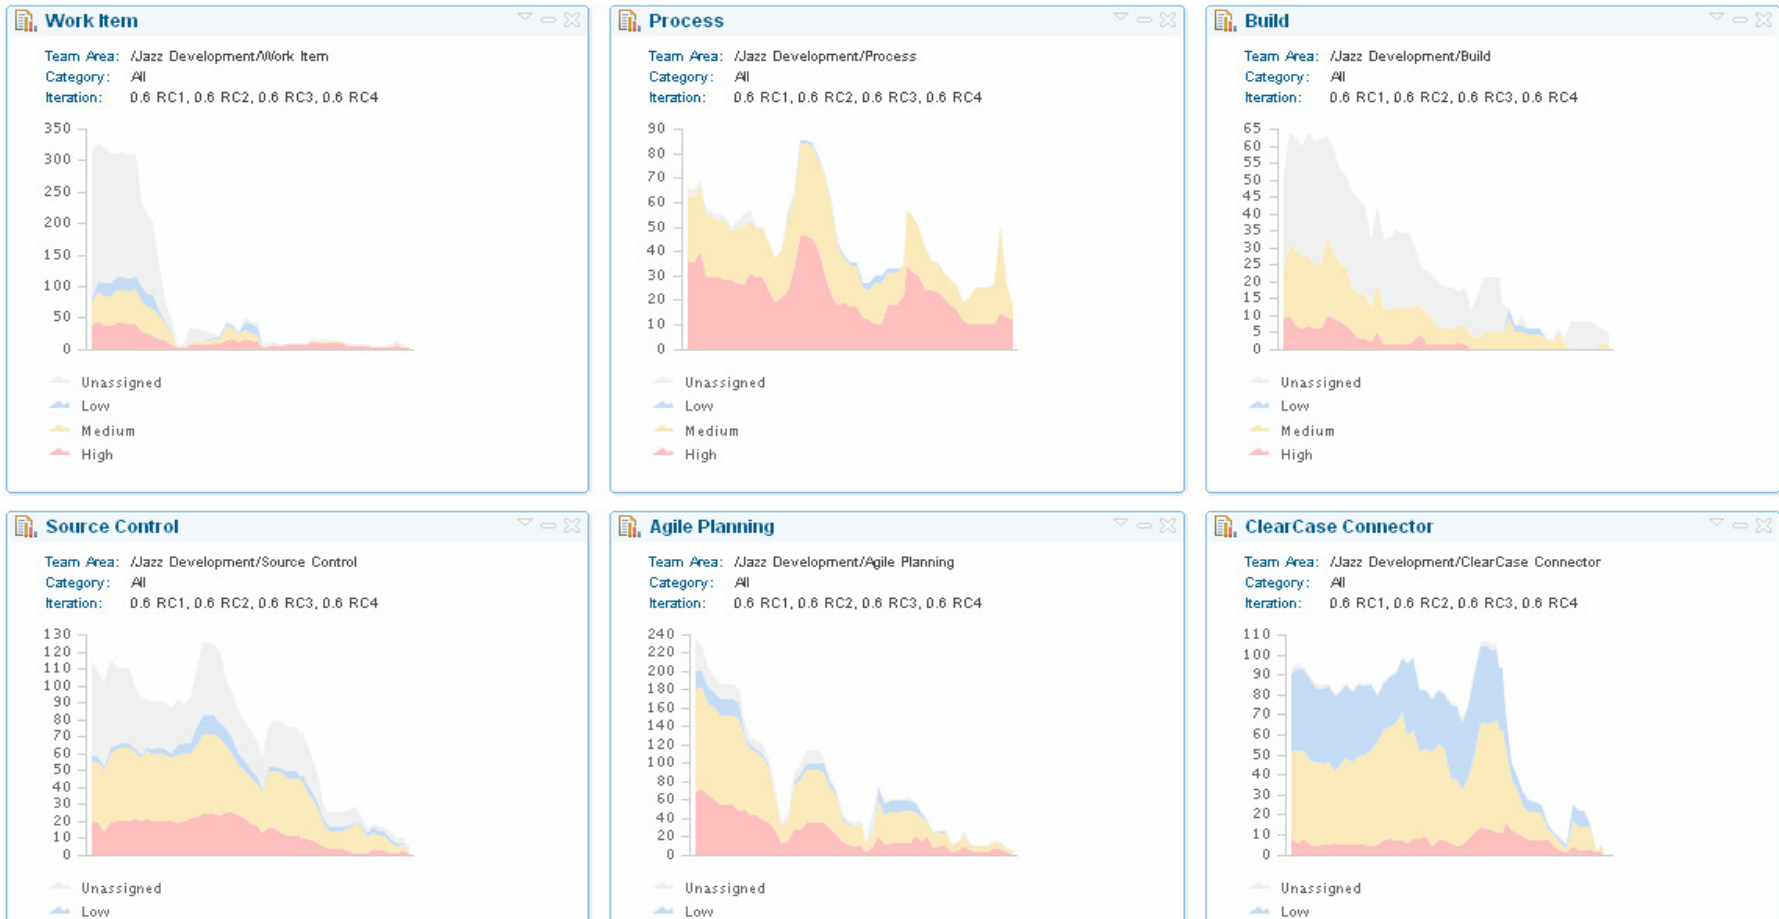 Work Item
Team Area: /Jazz Development/Work Item
Category: All
Iteration: 0.6 RC1, 0.6 RC2, 0.6 RC3, 0.6 RC4
350
300
250
200
150
100
50
0
Unassigned
Low
Medium
High
Process
Team Area: /Jazz Development/Process
Category: All
Iteration: 0.6 RC1, 0.6 RC2, 0.6 RC3, 0.6 RC4
90
80
70
60
50
40
30
20
10
0
Unassigned
Low
Medium
High
Build
Team Area: /Jazz Development/Build
Category: All
Iteration: 0.6 RC1, 0.6 RC2, 0.6 RC3, 0.6 RC4
65
60
55
50
45
40
35
30
25
20
15
10
5
0
Unassigned
Low
Medium
High
Source Control
Team Area: /Jazz Development/Source Control
Category: All
Iteration: 0.6 RC1, 0.6 RC2, 0.6 RC3, 0.6 RC4
130
120
110
100
90
80
70
60
50
40
30
20
10
0
Unassigned
Low
Agile Planning
Team Area: /Jazz Development/Agile Planning
Category: All
Iteration: 0.6 RC1, 0.6 RC2, 0.6 RC3, 0.6 RC4
240
220
200
180
160
140
120
100
80
60
40
20
0
Unassigned
Low
ClearCase Connector
Team Area: /Jazz Development/ClearCase Connector
Category: All
Iteration: 0.6 RC1, 0.6 RC2, 0.6 RC3, 0.6 RC4
110
100
90
80
70
60
50
40
30
20
10
0
Unassigned
Low